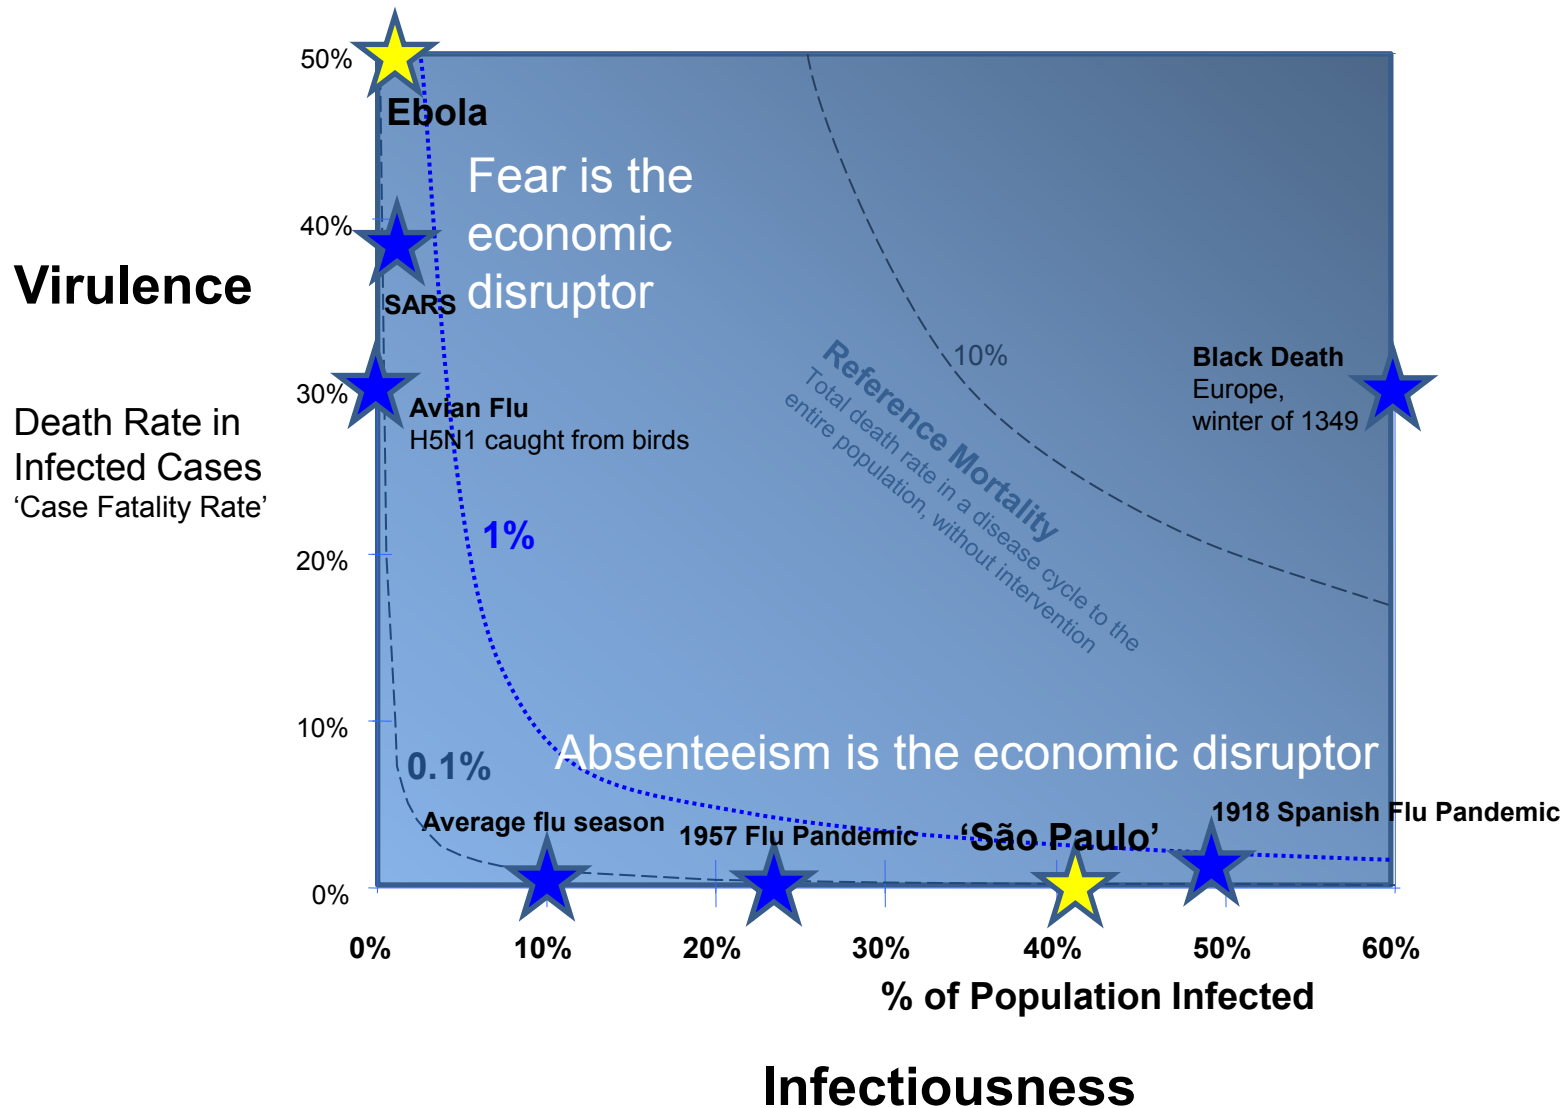 50%
Ebola
Fear is the
economic
disruptor
40%
Virulence
SARS
30%
Avian Flu
H5N1 caught from birds
Death Rate in
Infected Cases
‘Case Fatality Rate’
10%
Black Death
Europe,
winter of 1349
Reference Mortality
Total death rate in a disease cycle to the
entire population, without intervention
1%
20%
10%
Absenteeism is the economic disruptor
0.1%
Average flu season
1957 Flu Pandemic
‘São Paulo’
1918 Spanish Flu Pandemic
0%
0% 10% 20% 30% 40% 50% 60%
% of Population Infected
Infectiousness